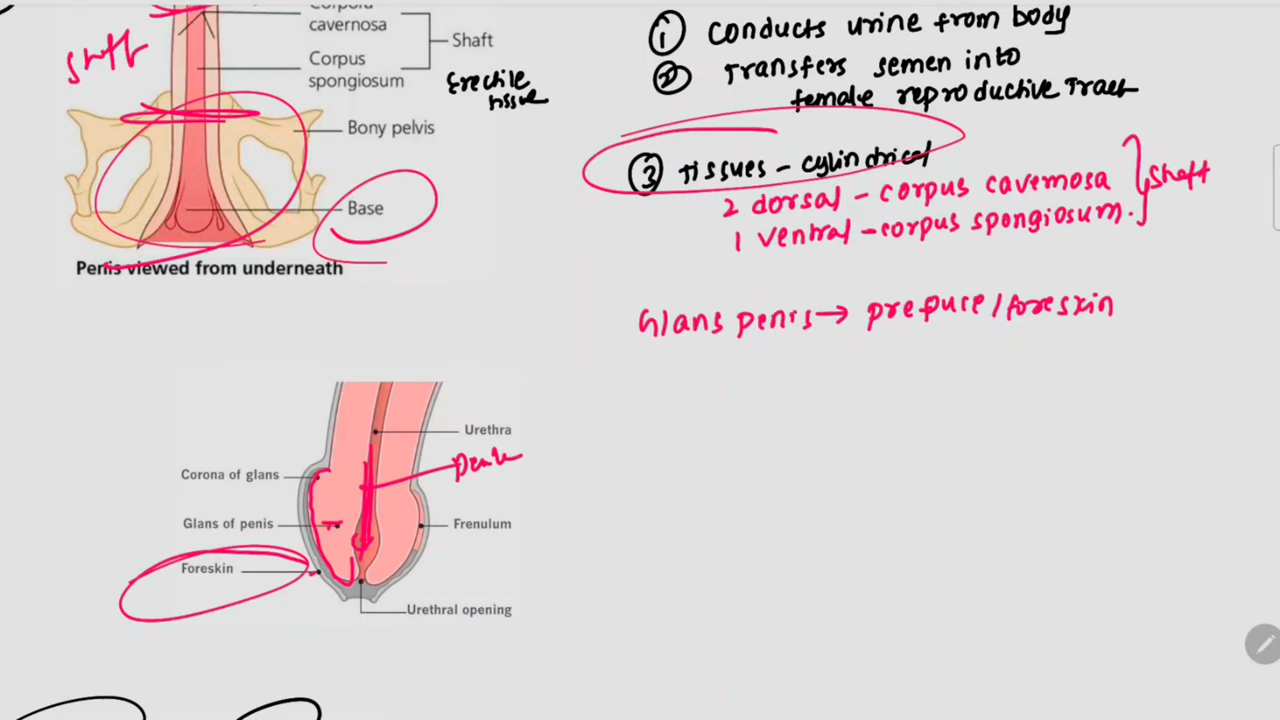 Corpora
cavernosa
Shaft
shaft
Corpus
spongiosum
Erectile
tissue
Bony pelvis
Base
Penis viewed from underneath
① Conducts urine from body
② Transfers semen into
female reproductive Tract
③ Tissues - cylindrical
2 dorsal - corpus cavernosa
1 ventral - corpus spongiosum.
shaft
Glans penis → prepuce/foreskin
Urethra
Corona of glans
Glans of penis
Frenulum
Foreskin
Urethral opening